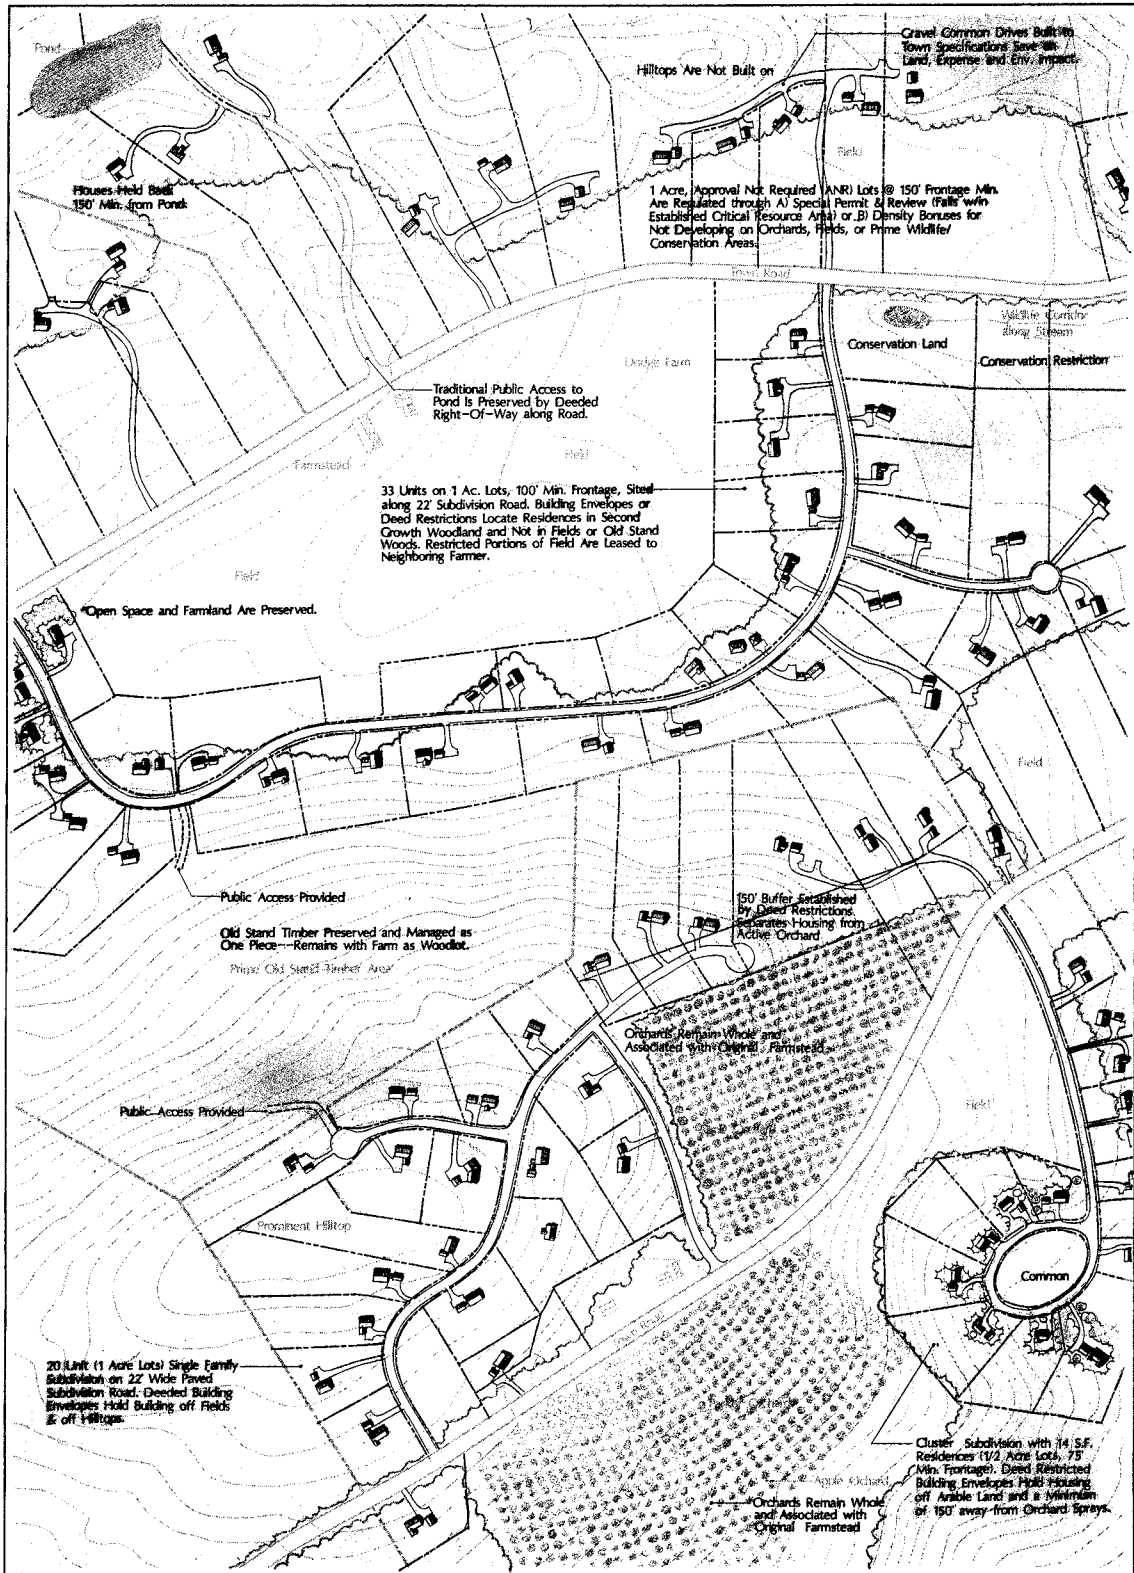 Pond
Gravel Common Drives Built to
Town Specifications Save on
Land, Expense and Env. Impact.
Hilltops Are Not Built on
Field
Houses Held Back
150' Min. from Pond
1 Acre, Approval Not Required (ANR) Lots @ 150' Frontage Min.
Are Regulated through A) Special Permit & Review (Falls w/in
Established Critical Resource Area) or B) Density Bonuses for
Not Developing on Orchards, Fields, or Prime Wildlife/
Conservation Areas.
Town Road
Wildlife Corridor
along Stream
Conservation Land
Conservation Restriction
Dodge Farm
Traditional Public Access to
Pond Is Preserved by Deeded
Right-Of-Way along Road.
Farmstead
Field
33 Units on 1 Ac. Lots, 100' Min. Frontage, Sited
along 22' Subdivision Road. Building Envelopes or
Deed Restrictions Locate Residences in Second
Growth Woodland and Not in Fields or Old Stand
Woods. Restricted Portions of Field Are Leased to
Neighboring Farmer.
Field
*Open Space and Farmland Are Preserved.
Field
Public Access Provided
150' Buffer Established
by Deed Restrictions
Separates Housing from
Active Orchard
Old Stand Timber Preserved and Managed as
One Piece--Remains with Farm as Woodlot.
Prime Old Stand Timber Area
Orchards Remain Whole and
Associated with Original Farmstead
Public Access Provided
Field
Prominent Hilltop
Common
Town Road
20 Unit (1 Acre Lots) Single Family
Subdivision on 22' Wide Paved
Subdivision Road. Deeded Building
Envelopes Hold Building off Fields
& off Hilltops.
Cluster Subdivision with 14 S.F.
Residences (1/2 Acre Lots, 75'
Min. Frontage). Deed Restricted
Building Envelopes Hold Housing
off Arable Land and a Minimum
of 150' away from Orchard Sprays.
Apple Orchard
*Orchards Remain Whole
and Associated with
Original Farmstead